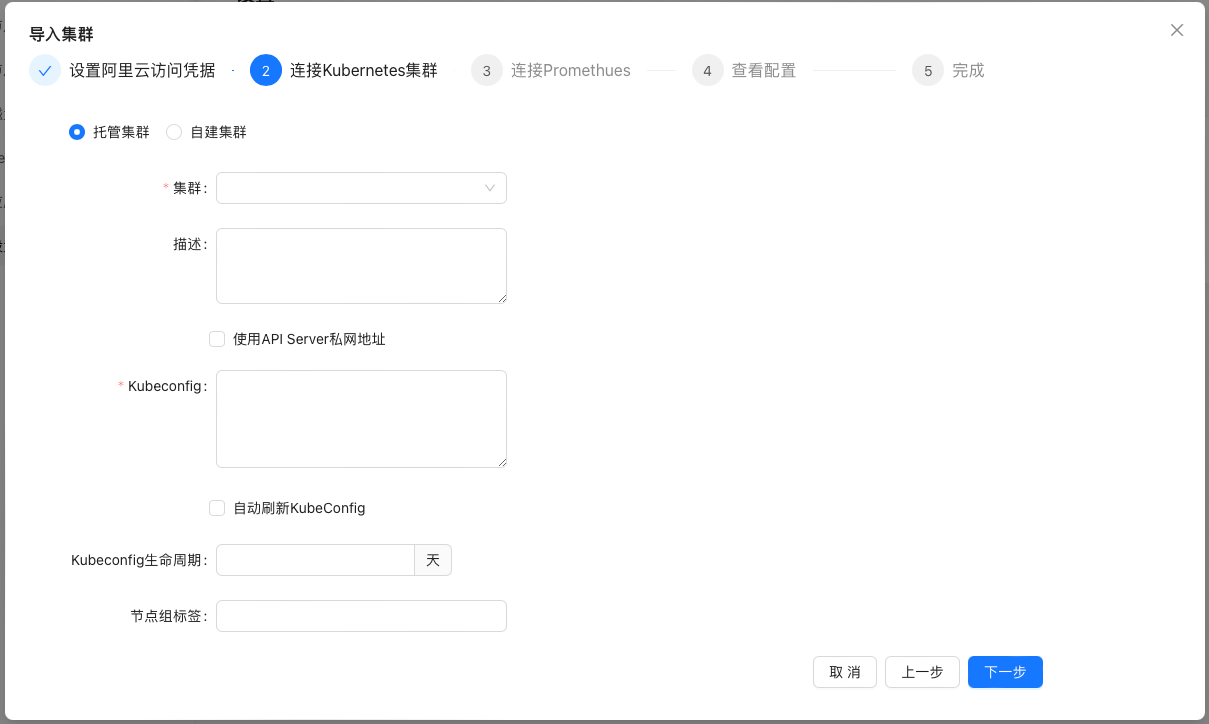 导入集群
设置阿里云访问凭据
2 连接Kubernetes集群
3 连接Promethues
4 查看配置
5 完成
托管集群 自建集群
* 集群:
描述:
使用API Server私网地址
* Kubeconfig:
自动刷新KubeConfig
Kubeconfig生命周期: 天
节点组标签:
取 消 上一步 下一步